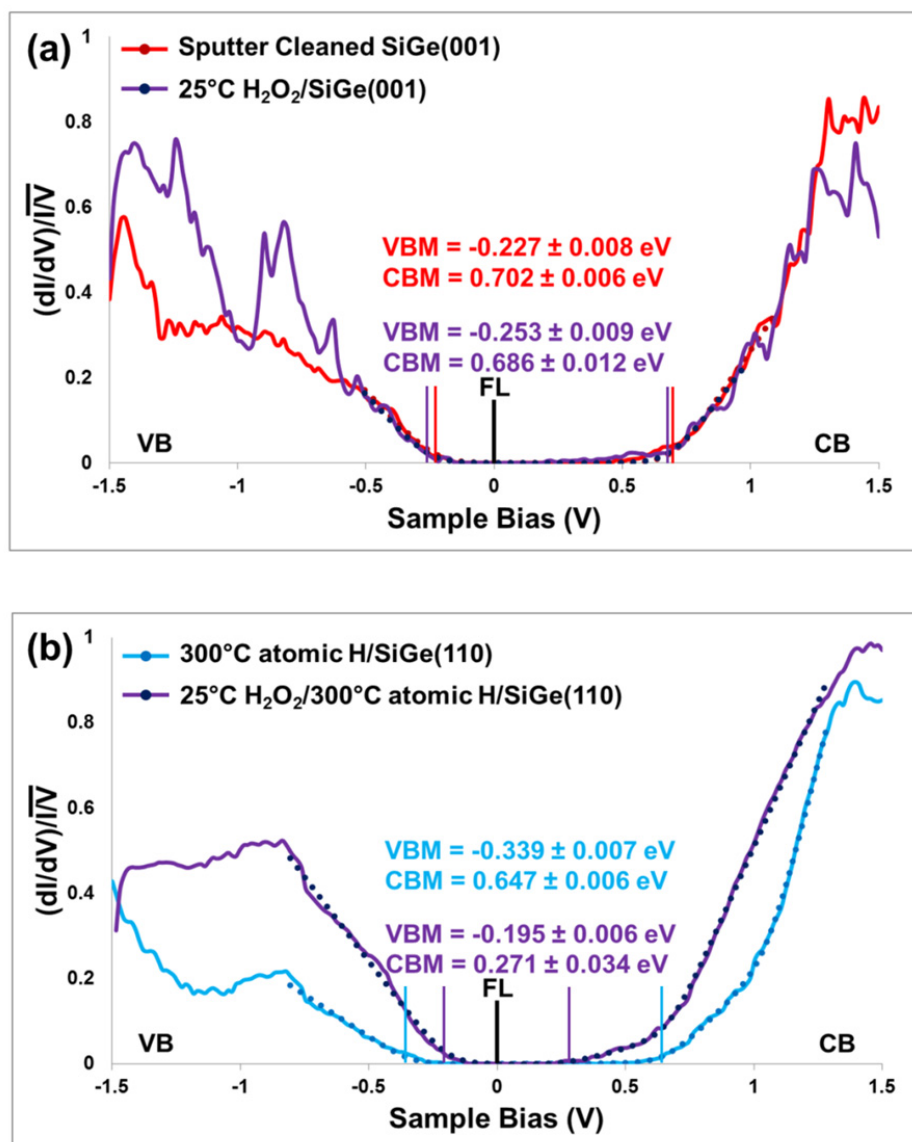 (a)
Sputter Cleaned SiGe(001)
25°C H₂O₂/SiGe(001)
(dI/dV)/I/V
1
0.8
0.6
0.4
0.2
0
VBM = -0.227 ± 0.008 eV
CBM = 0.702 ± 0.006 eV
VBM = -0.253 ± 0.009 eV
CBM = 0.686 ± 0.012 eV
FL
VB
CB
-1.5 -1 -0.5 0 0.5 1 1.5
Sample Bias (V)
(b)
300°C atomic H/SiGe(110)
25°C H₂O₂/300°C atomic H/SiGe(110)
(dI/dV)/I/V
1
0.8
0.6
0.4
0.2
0
VBM = -0.339 ± 0.007 eV
CBM = 0.647 ± 0.006 eV
VBM = -0.195 ± 0.006 eV
CBM = 0.271 ± 0.034 eV
FL
VB
CB
-1.5 -1 -0.5 0 0.5 1 1.5
Sample Bias (V)